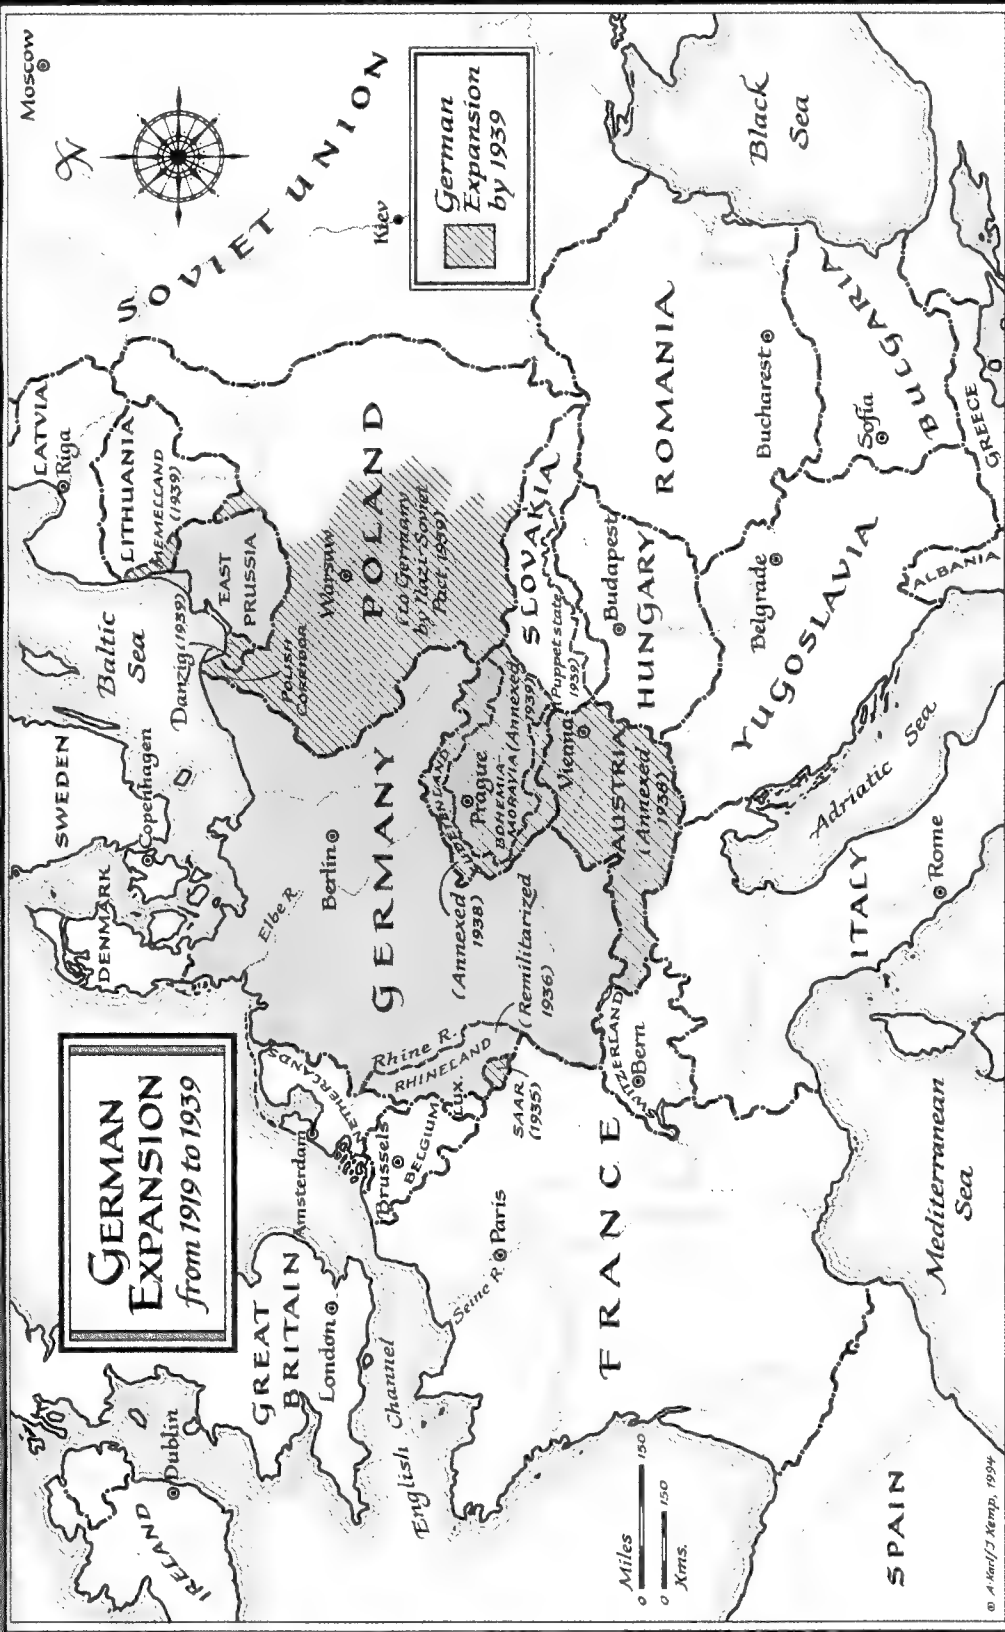 GERMAN
EXPANSION
from 1919 to 1939
Moscow
N
SOVIET UNION
Kiev
German
Expansion
by 1939
IRELAND
Dublin
GREAT
BRITAIN
London
English Channel
DENMARK
Copenhagen
SWEDEN
Baltic
Sea
LATVIA
Riga
LITHUANIA
MEMELLAND
(1939)
Danzig (1939)
EAST
PRUSSIA
POLISH
CORRIDOR
Warsaw
POLAND
(to Germany
by Nazi-Soviet
Pact, 1939)
Elbe R.
Berlin
GERMANY
NETHERLANDS
Amsterdam
Brussels
BELGIUM
LUX.
Rhine R.
RHINELAND
(Remilitarized
1936)
SAAR
(1935)
SUDETENLAND
(Annexed
1938)
Prague
BOHEMIA-
MORAVIA (Annexed
1939)
SLOVAKIA
(Puppet state
1939)
Vienna
AUSTRIA
(Annexed
1938)
Budapest
HUNGARY
Seine R.
Paris
FRANCE
SWITZERLAND
Bern
ITALY
Rome
Adriatic Sea
YUGOSLAVIA
Belgrade
ROMANIA
Bucharest
BULGARIA
Sofia
ALBANIA
GREECE
Black
Sea
Mediterranean
Sea
SPAIN
Miles
0 150
0 150
Kms.
© A·Karl/J·Kemp, 1994